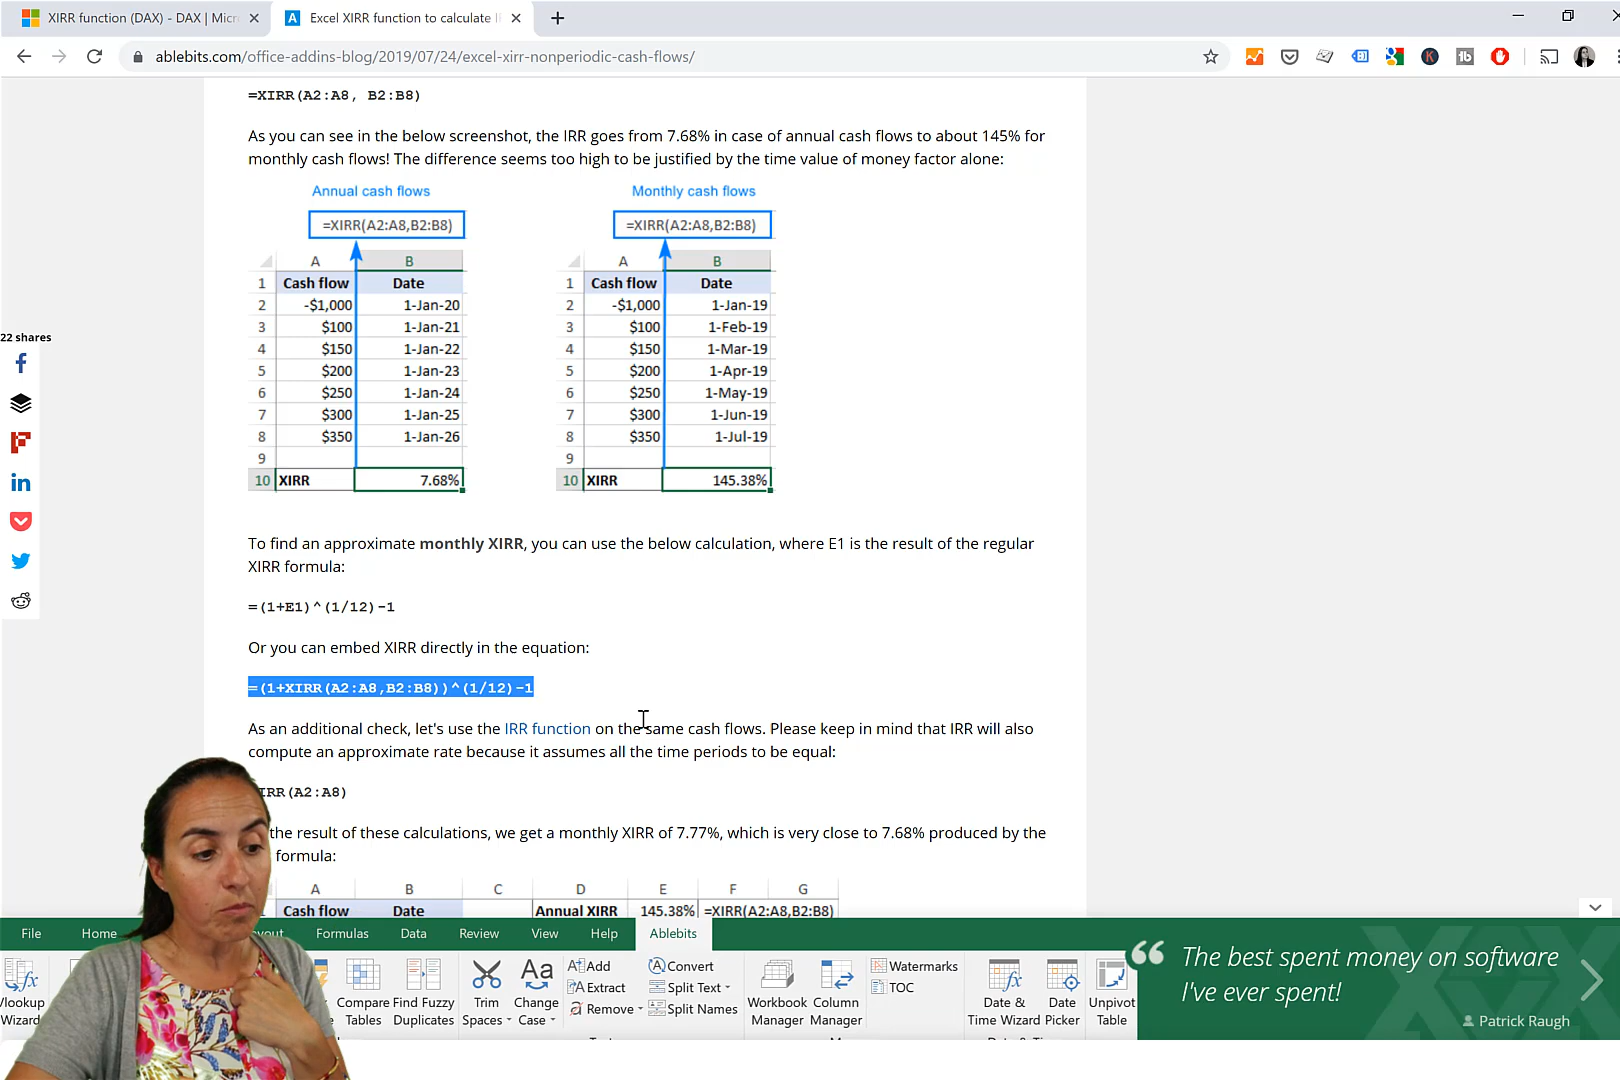 XIRR function (DAX) - DAX | Micr
Excel XIRR function to calculate I
ablebits.com/office-addins-blog/2019/07/24/excel-xirr-nonperiodic-cash-flows/
=XIRR(A2:A8, B2:B8)
As you can see in the below screenshot, the IRR goes from 7.68% in case of annual cash flows to about 145% for
monthly cash flows! The difference seems too high to be justified by the time value of money factor alone:
Annual cash flows
=XIRR(A2:A8,B2:B8)
A B
1 Cash flow Date
2 -$1,000 1-Jan-20
3 $100 1-Jan-21
4 $150 1-Jan-22
5 $200 1-Jan-23
6 $250 1-Jan-24
7 $300 1-Jan-25
8 $350 1-Jan-26
9
10 XIRR 7.68%
Monthly cash flows
=XIRR(A2:A8,B2:B8)
A B
1 Cash flow Date
2 -$1,000 1-Jan-19
3 $100 1-Feb-19
4 $150 1-Mar-19
5 $200 1-Apr-19
6 $250 1-May-19
7 $300 1-Jun-19
8 $350 1-Jul-19
9
10 XIRR 145.38%
22 shares
To find an approximate monthly XIRR, you can use the below calculation, where E1 is the result of the regular
XIRR formula:
=(1+E1)^(1/12)-1
Or you can embed XIRR directly in the equation:
=(1+XIRR(A2:A8,B2:B8))^(1/12)-1
As an additional check, let's use the IRR function on the same cash flows. Please keep in mind that IRR will also
compute an approximate rate because it assumes all the time periods to be equal:
IRR(A2:A8)
the result of these calculations, we get a monthly XIRR of 7.77%, which is very close to 7.68% produced by the
formula:
A B C D E F G
Cash flow Date Annual XIRR 145.38% =XIRR(A2:A8,B2:B8)
File Home yout Formulas Data Review View Help Ablebits
Vlookup
Wizard
Compare
Tables
Find Fuzzy
Duplicates
Trim
Spaces
Change
Case
Add
Extract
Remove
Convert
Split Text
Split Names
Workbook
Manager
Column
Manager
Watermarks
TOC
Date &
Time Wizard
Date
Picker
Unpivot
Table
“ The best spent money on software
I've ever spent!
Patrick Raugh